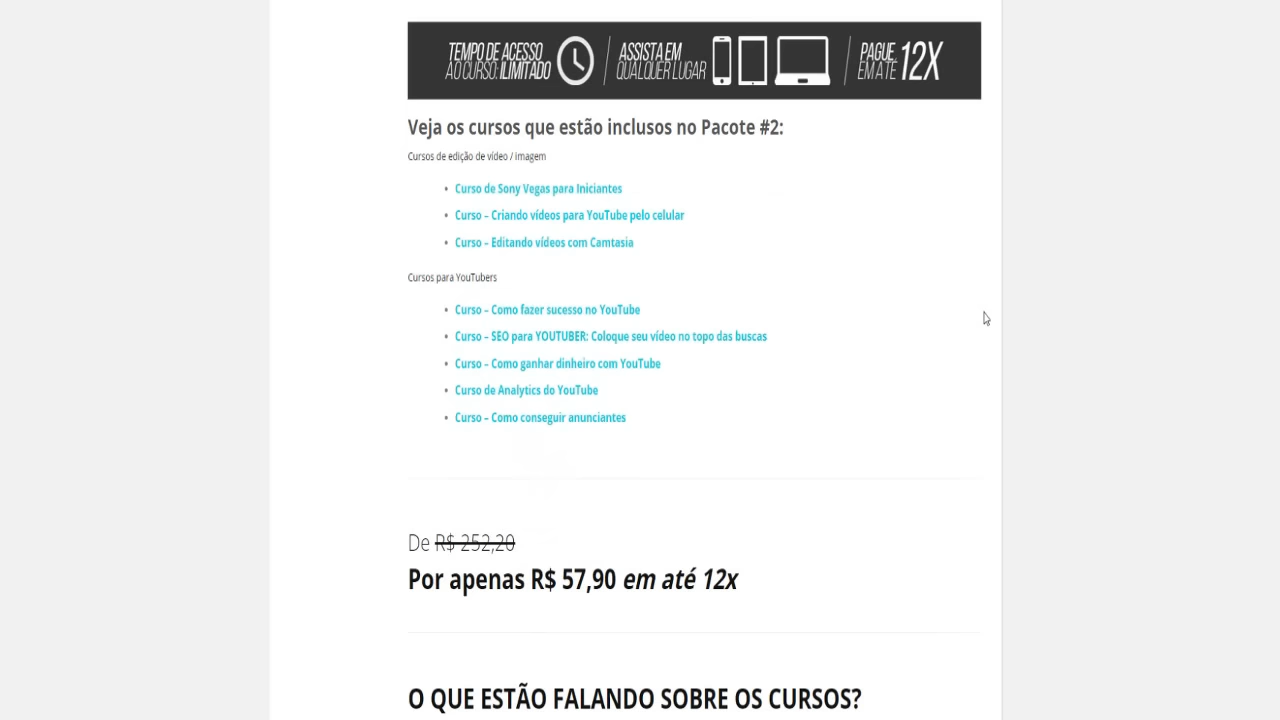 TEMPO DE ACESSO
AO CURSO: ILIMITADO
ASSISTA EM
QUALQUER LUGAR
PAGUE
EM ATÉ 12X
Veja os cursos que estão inclusos no Pacote #2:
Cursos de edição de vídeo / imagem
• Curso de Sony Vegas para Iniciantes
• Curso – Criando vídeos para YouTube pelo celular
• Curso – Editando vídeos com Camtasia
Cursos para YouTubers
• Curso – Como fazer sucesso no YouTube
• Curso – SEO para YOUTUBER: Coloque seu vídeo no topo das buscas
• Curso – Como ganhar dinheiro com YouTube
• Curso de Analytics do YouTube
• Curso – Como conseguir anunciantes
De R$ 252,20
Por apenas R$ 57,90 em até 12x
O QUE ESTÃO FALANDO SOBRE OS CURSOS?